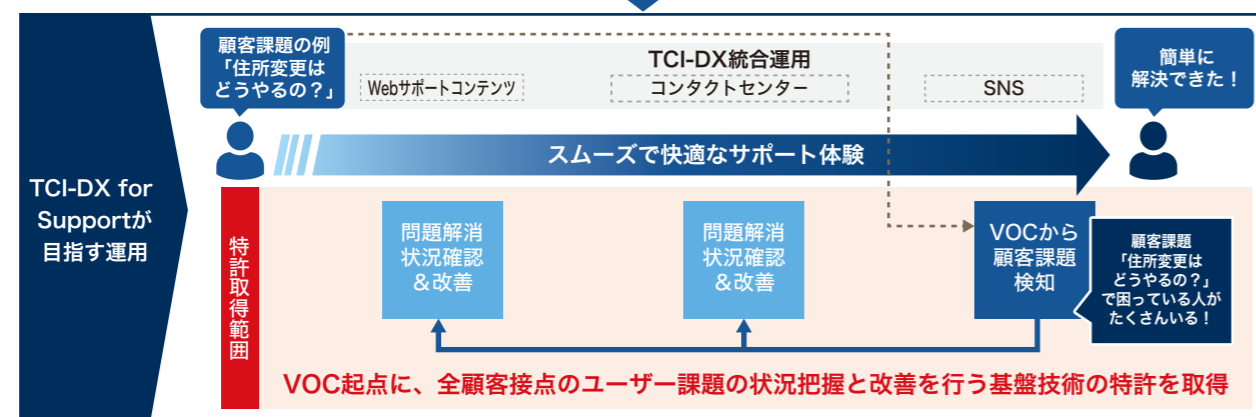 TCI-DX for
Supportが
目指す運用
顧客課題の例
「住所変更は
どうやるの？」
TCI-DX統合運用
Webサポートコンテンツ
コンタクトセンター
SNS
簡単に
解決できた！
スムーズで快適なサポート体験
特許取得範囲
問題解消
状況確認
＆改善
問題解消
状況確認
＆改善
VOCから
顧客課題
検知
顧客課題
「住所変更は
どうやるの？」
で困っている人が
たくさんいる！
VOC起点に、全顧客接点のユーザー課題の状況把握と改善を行う基盤技術の特許を取得